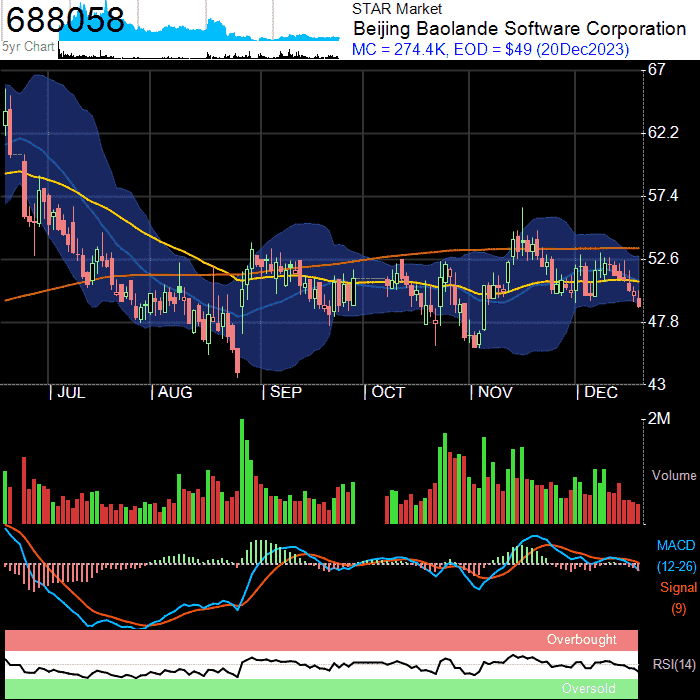 688058
STAR Market
Beijing Baolande Software Corporation
5yr Chart
MC = 274.4K, EOD = $49 (20Dec2023)
67
62.2
57.4
52.6
47.8
43
| JUL | AUG | SEP | OCT | NOV | DEC
2M
Volume
MACD
(12-26)
Signal
(9)
Overbought
RSI(14)
Oversold